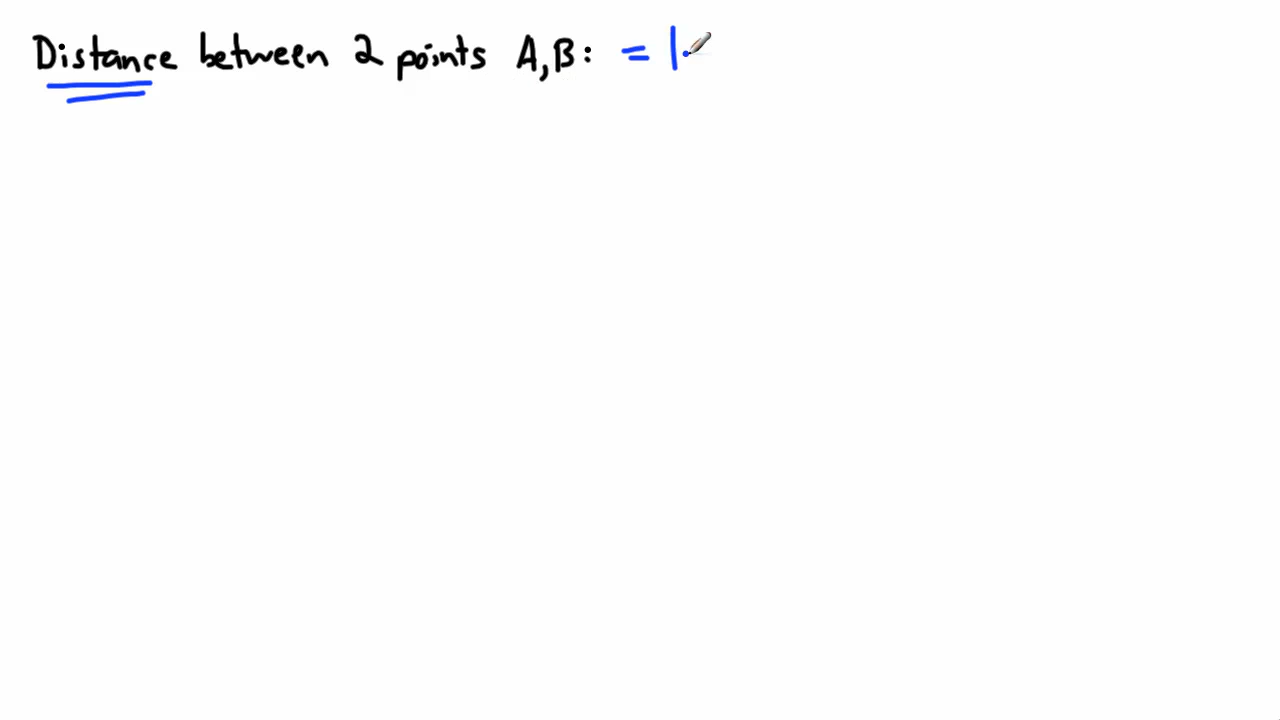 Distance between 2 points A,B: = |